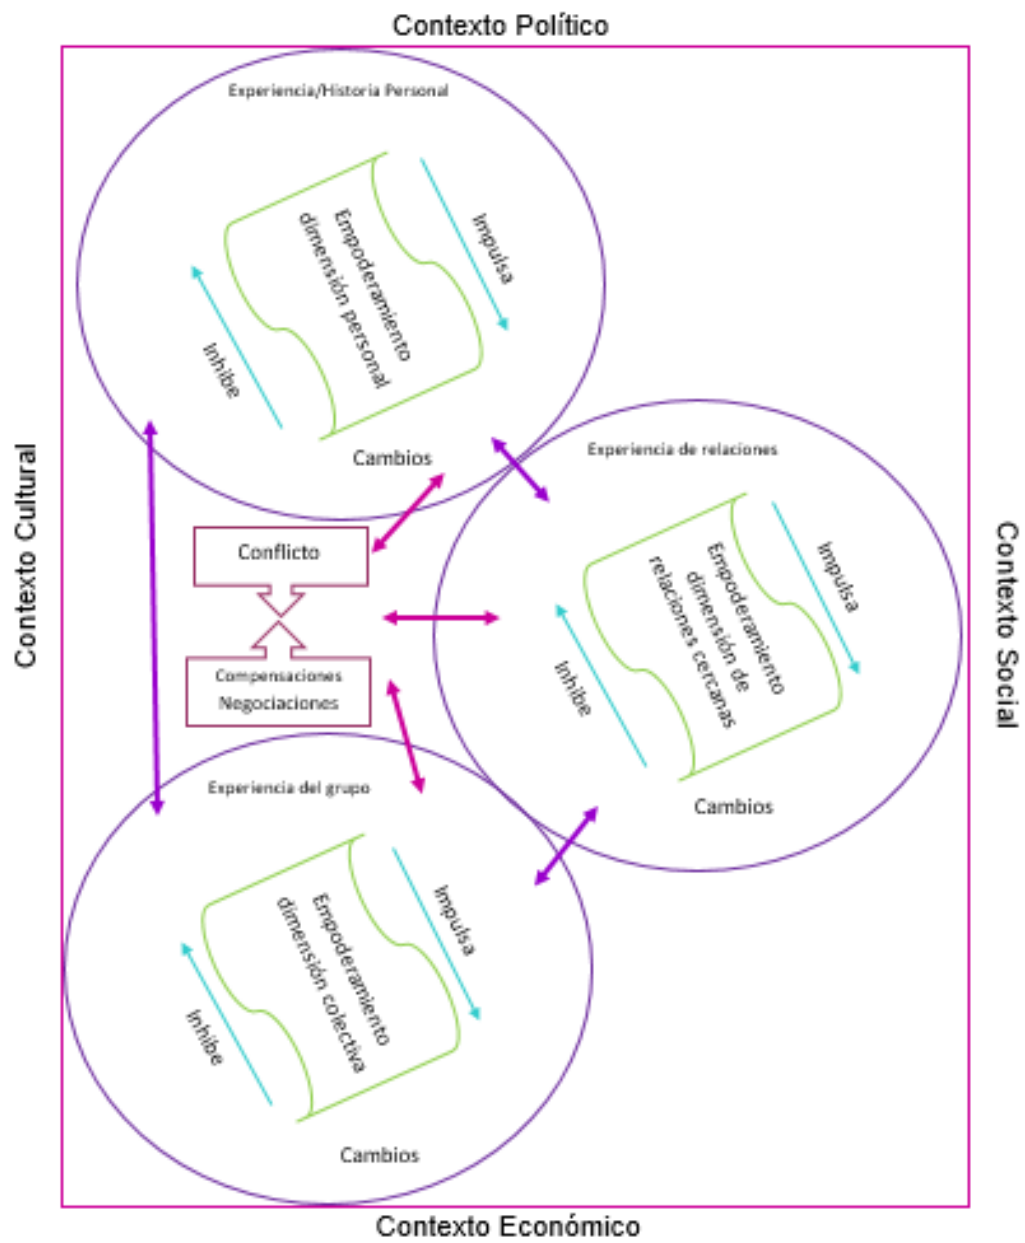 Contexto Político
Experiencia/Historia Personal
Impulsa
Empoderamiento
dimensión personal
Inhibe
Cambios
Contexto Cultural
Experiencia de relaciones
Impulsa
Empoderamiento
dimensión de
relaciones cercanas
Inhibe
Cambios
Contexto Social
Conflicto
Compensaciones
Negociaciones
Experiencia del grupo
Impulsa
Empoderamiento
dimensión colectiva
Inhibe
Cambios
Contexto Económico